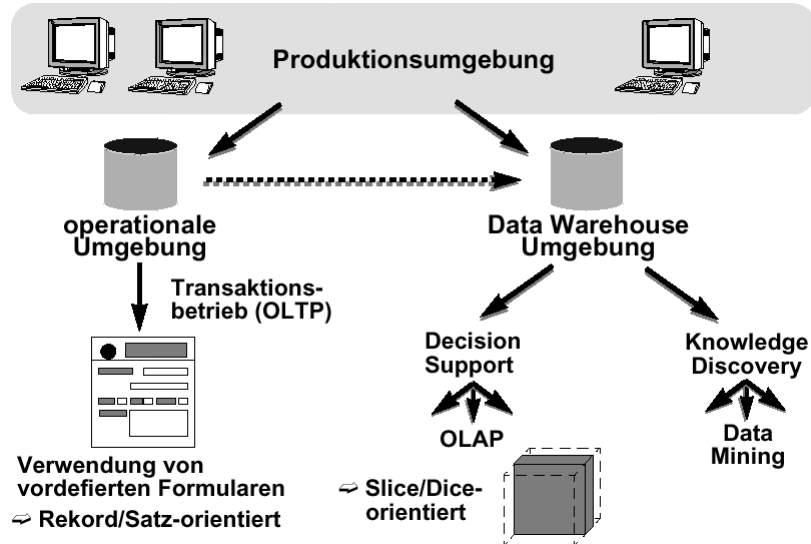 Produktionsumgebung
operationale
Umgebung
Data Warehouse
Umgebung
Transaktions-
betrieb (OLTP)
Decision
Support
Knowledge
Discovery
OLAP
Data
Mining
Verwendung von
vordefierten Formularen
➫ Rekord/Satz-orientiert
➫ Slice/Dice-
orientiert